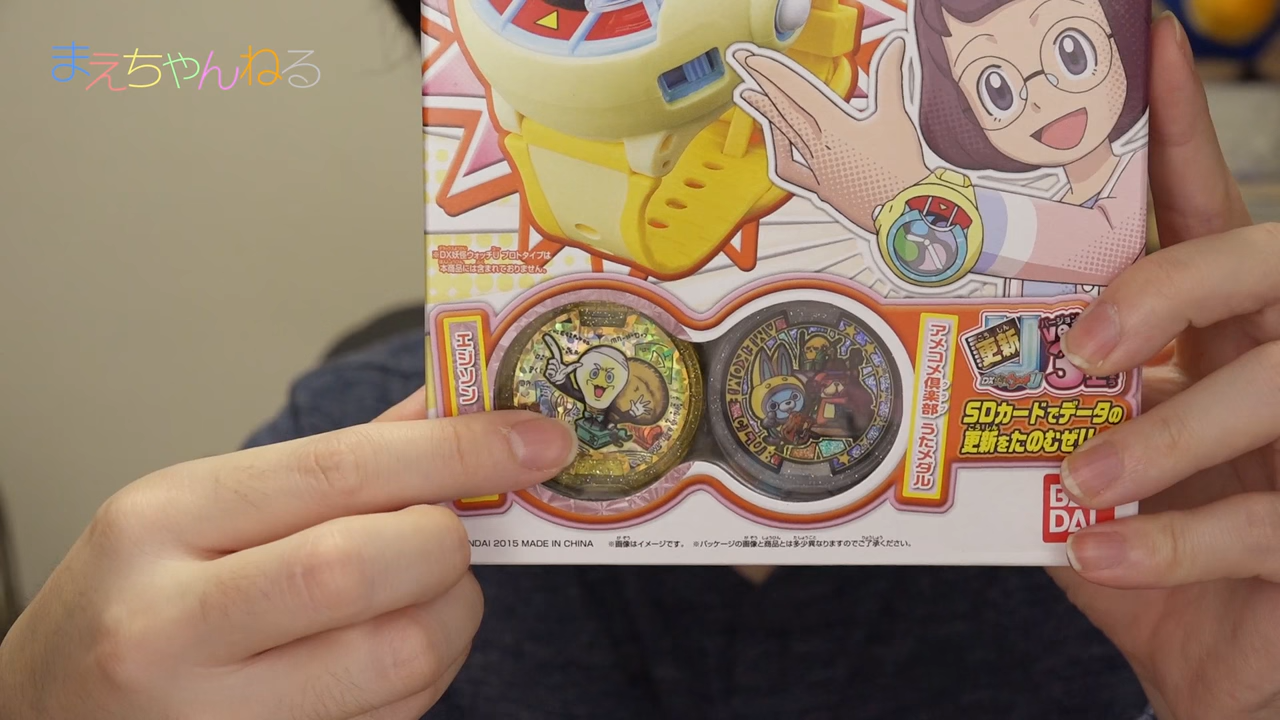 まえちゃんねる
※DX妖怪ウォッチU プロトタイプは
本商品には含まれておりません。
エジソン
アメコメ倶楽部 うたメダル
更新
SDカードでデータの
更新をたのむぜ!!
NDAI 2015 MADE IN CHINA ※画像はイメージです。 ※パッケージの画像と商品とは多少異なりますのでご了承ください。